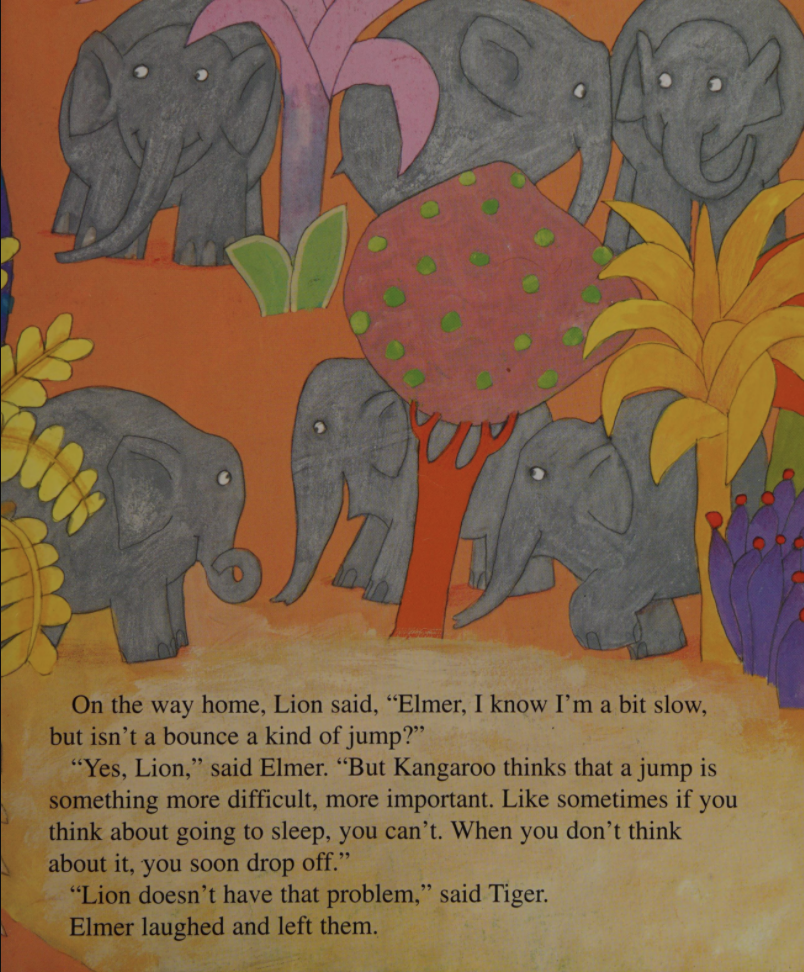 On the way home, Lion said, “Elmer, I know I’m a bit slow,
but isn’t a bounce a kind of jump?”
“Yes, Lion,” said Elmer. “But Kangaroo thinks that a jump is
something more difficult, more important. Like sometimes if you
think about going to sleep, you can’t. When you don’t think
about it, you soon drop off.”
“Lion doesn’t have that problem,” said Tiger.
Elmer laughed and left them.